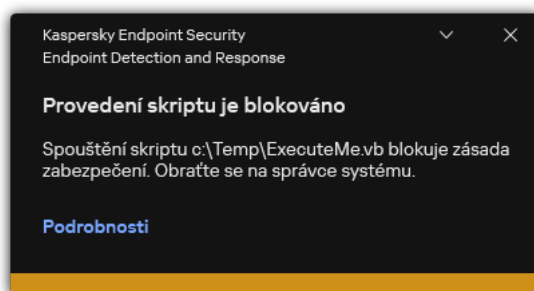 Kaspersky Endpoint Security
Endpoint Detection and Response
Provedení skriptu je blokováno
Spouštění skriptu c:\Temp\ExecuteMe.vb blokuje zásada
zabezpečení. Obraťte se na správce systému.
Podrobnosti